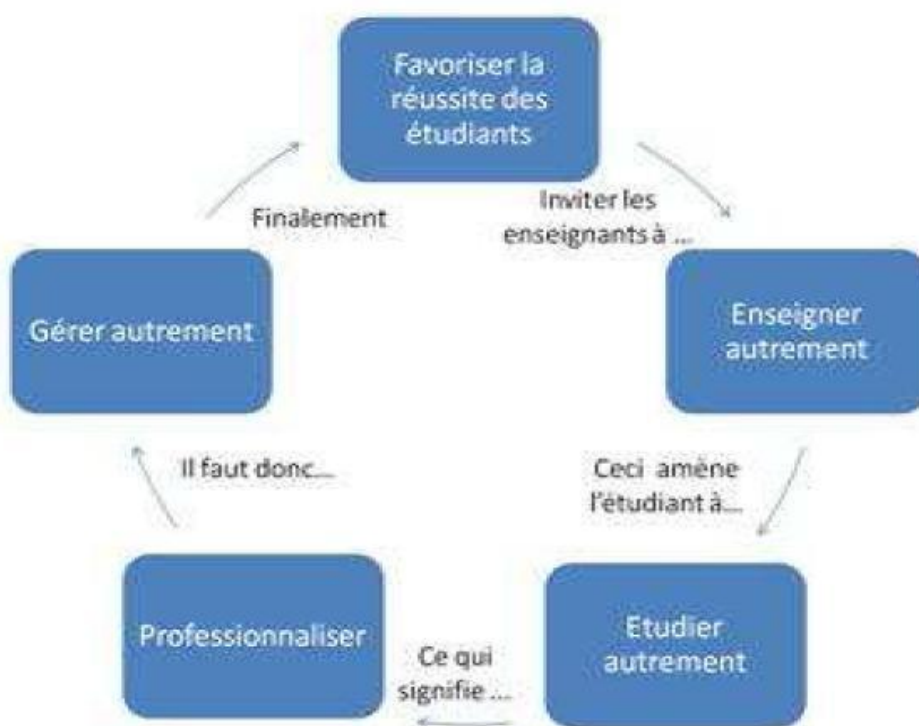 Favoriser la
réussite des
étudiants
Inviter les
enseignants à ...
Enseigner
autrement
Ceci amène
l'étudiant à...
Etudier
autrement
Ce qui
signifie ...
Professionnaliser
Il faut donc...
Gérer autrement
Finalement